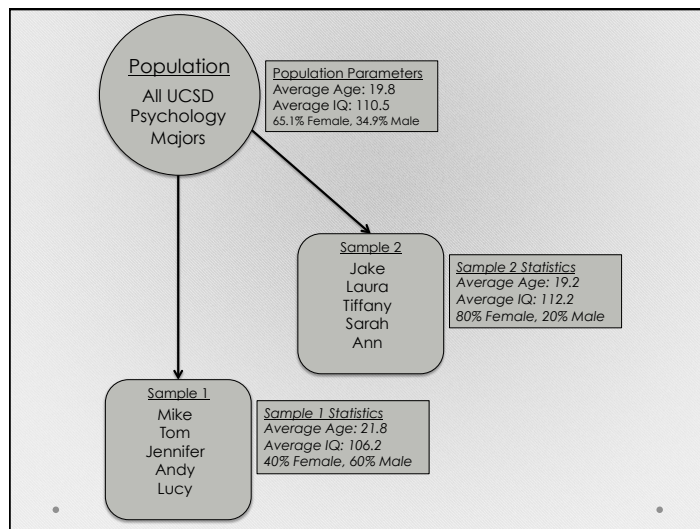 Population
All UCSD
Psychology
Majors
Population Parameters
Average Age: 19.8
Average IQ: 110.5
65.1% Female, 34.9% Male
Sample 2
Jake
Laura
Tiffany
Sarah
Ann
Sample 2 Statistics
Average Age: 19.2
Average IQ: 112.2
80% Female, 20% Male
Sample 1
Mike
Tom
Jennifer
Andy
Lucy
Sample 1 Statistics
Average Age: 21.8
Average IQ: 106.2
40% Female, 60% Male